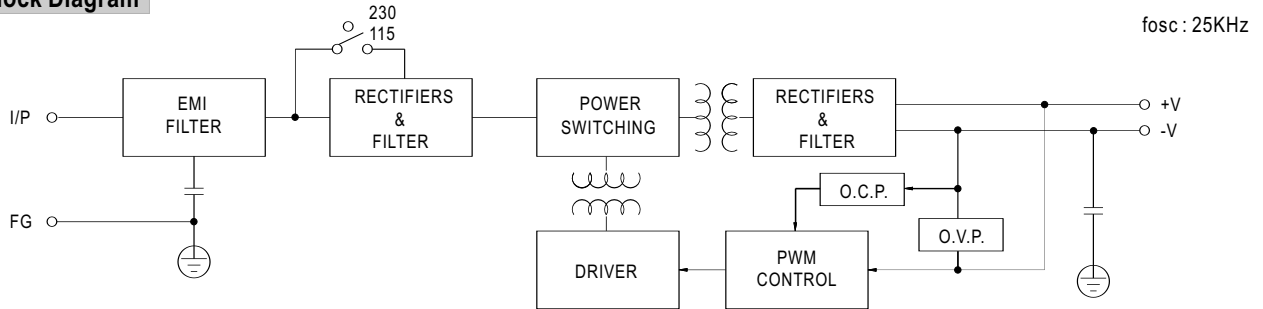 lock Diagram
fosc : 25KHz
230
115
I/P
EMI
FILTER
RECTIFIERS
&
FILTER
POWER
SWITCHING
RECTIFIERS
&
FILTER
+V
-V
O.C.P.
FG
O.V.P.
DRIVER
PWM
CONTROL